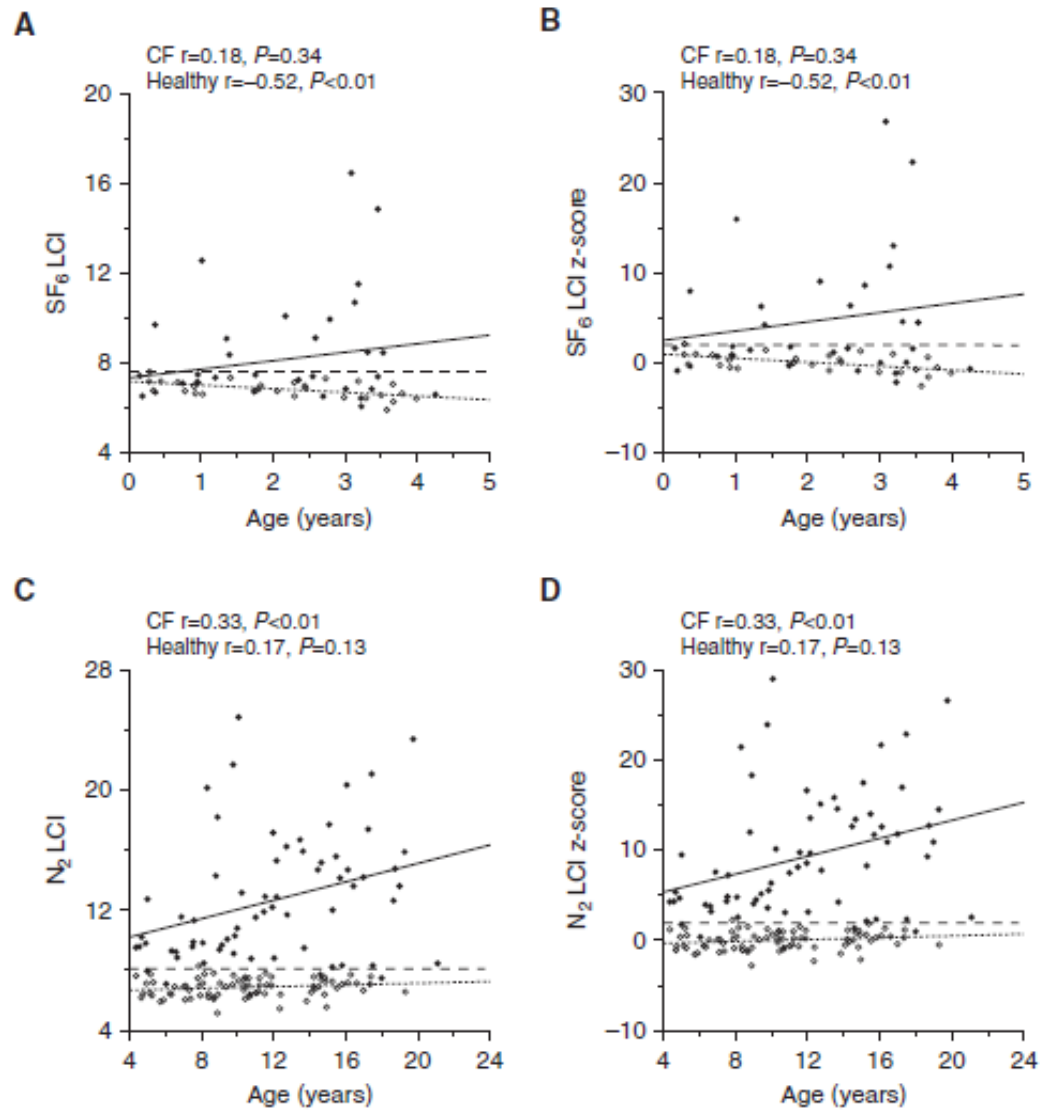 A
CF r=0.18, P=0.34
Healthy r=–0.52, P<0.01
20
16
12
8
4
SF6 LCI
0 1 2 3 4 5
Age (years)
B
CF r=0.18, P=0.34
Healthy r=–0.52, P<0.01
30
20
10
0
–10
SF6 LCI z-score
0 1 2 3 4 5
Age (years)
C
CF r=0.33, P<0.01
Healthy r=0.17, P=0.13
28
20
12
4
N2 LCI
4 8 12 16 20 24
Age (years)
D
CF r=0.33, P<0.01
Healthy r=0.17, P=0.13
30
20
10
0
–10
N2 LCI z-score
4 8 12 16 20 24
Age (years)